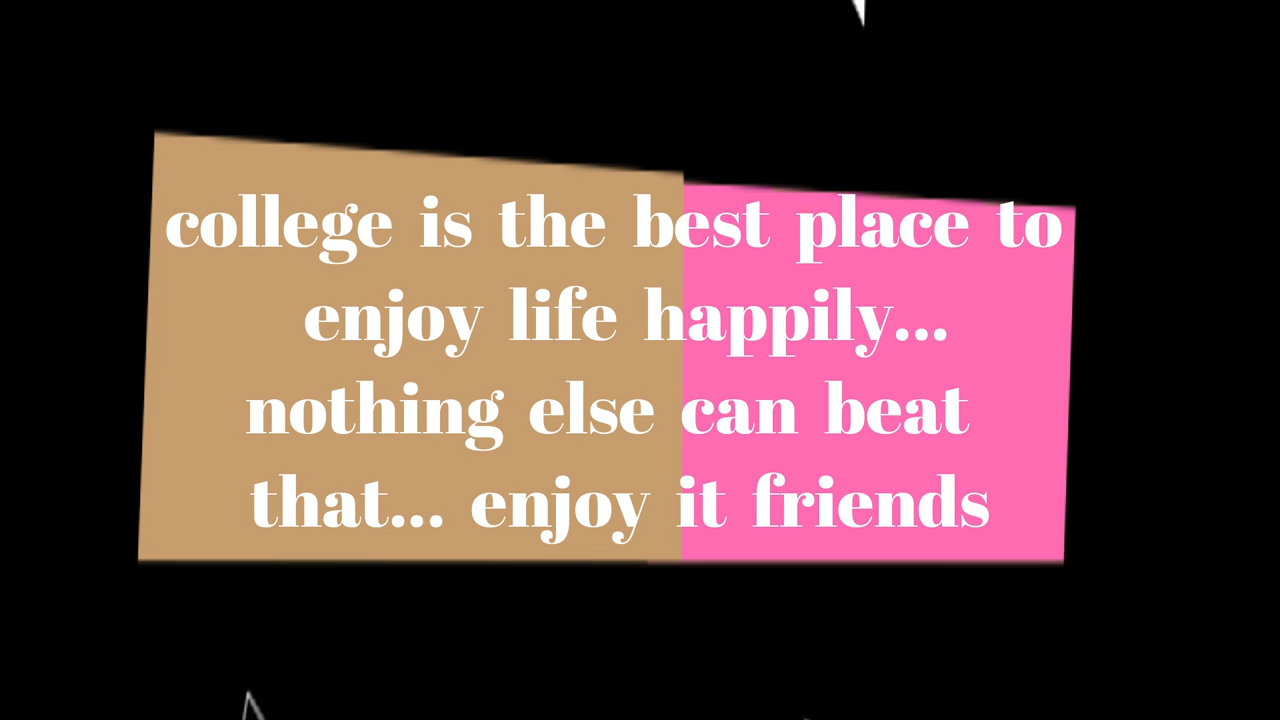 college is the best place to
enjoy life happily...
nothing else can beat
that... enjoy it friends